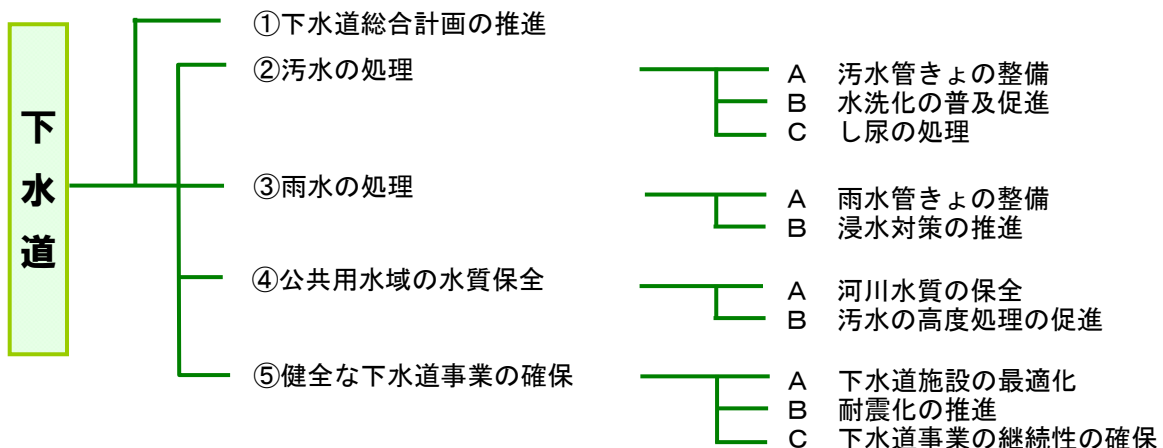 下水道
①下水道総合計画の推進
②汚水の処理
A 汚水管きょの整備
B 水洗化の普及促進
C し尿の処理
③雨水の処理
A 雨水管きょの整備
B 浸水対策の推進
④公共用水域の水質保全
A 河川水質の保全
B 汚水の高度処理の促進
⑤健全な下水道事業の確保
A 下水道施設の最適化
B 耐震化の推進
C 下水道事業の継続性の確保